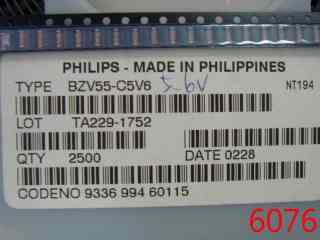 PHILIPS - MADE IN PHILIPPINES
TYPE BZV55-C5V6 5.6V NT194
LOT TA229-1752
QTY 2500 DATE 0228
CODENO 9336 994 60115
6076